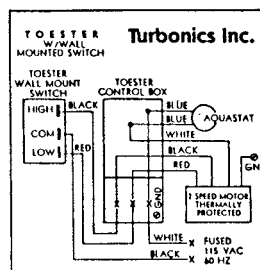 TOESTER
W/WALL
MOUNTED SWITCH
Turbonics Inc.
TOESTER
WALL MOUNT
SWITCH
TOESTER
CONTROL BOX
HIGH
BLACK
BLUE
BLUE
AQUASTAT
WHITE
COM
LOW
RED
BLACK
RED
GN
GND
2 SPEED MOTOR
THERMALLY
PROTECTED
WHITE
FUSED
115 VAC
60 HZ
BLACK